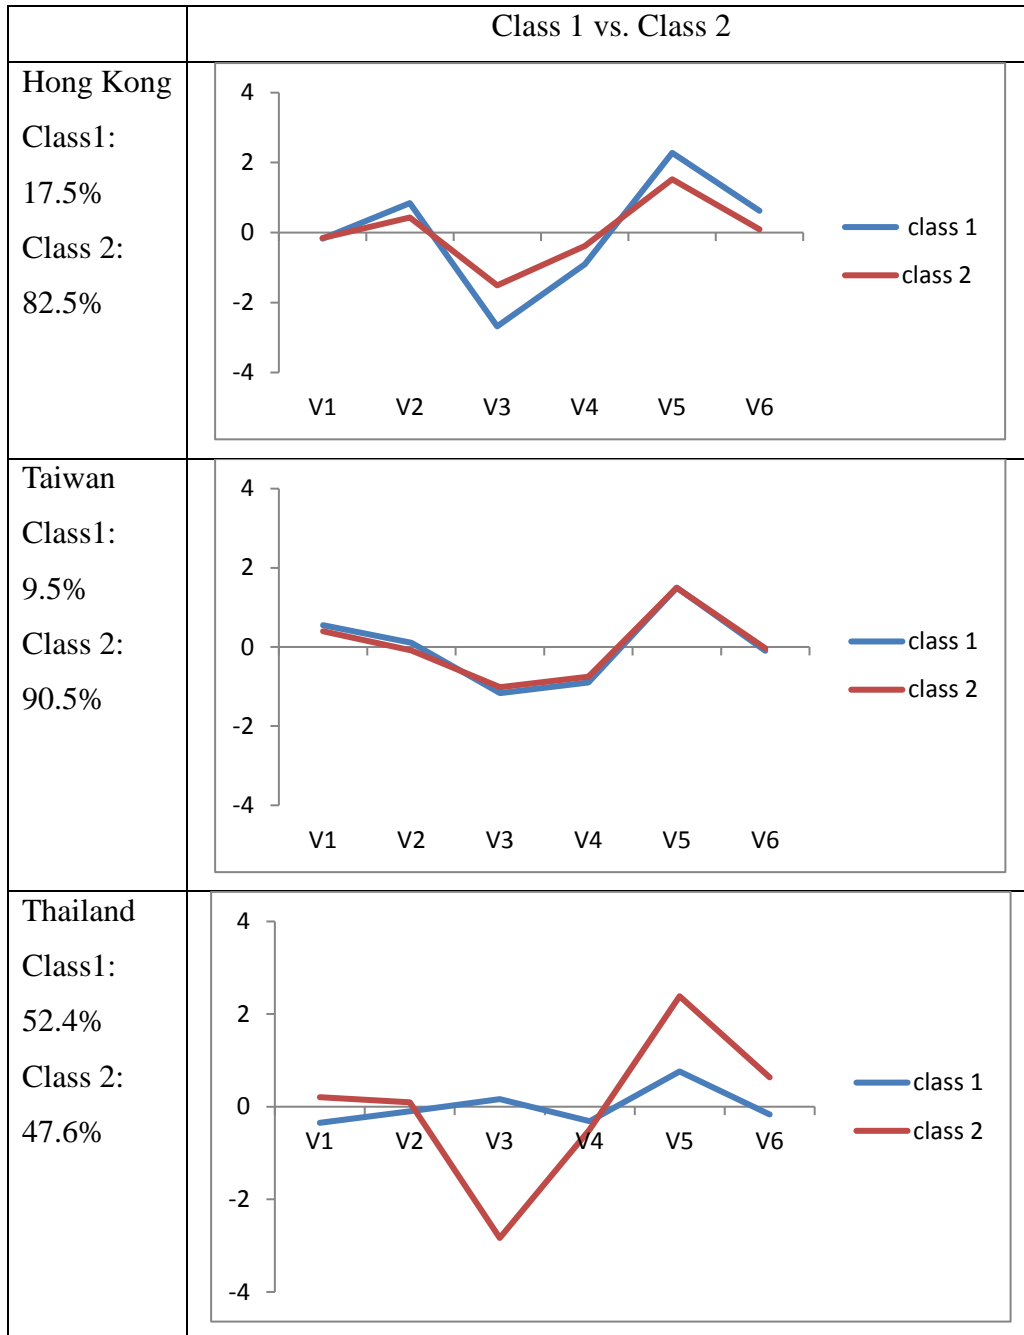 Class 1 vs. Class 2
Hong Kong
Class1:
17.5%
Class 2:
82.5%
4
2
0
-2
-4
V1 V2 V3 V4 V5 V6
class 1
class 2
Taiwan
Class1:
9.5%
Class 2:
90.5%
4
2
0
-2
-4
V1 V2 V3 V4 V5 V6
class 1
class 2
Thailand
Class1:
52.4%
Class 2:
47.6%
4
2
0
-2
-4
V1 V2 V3 V4 V5 V6
class 1
class 2